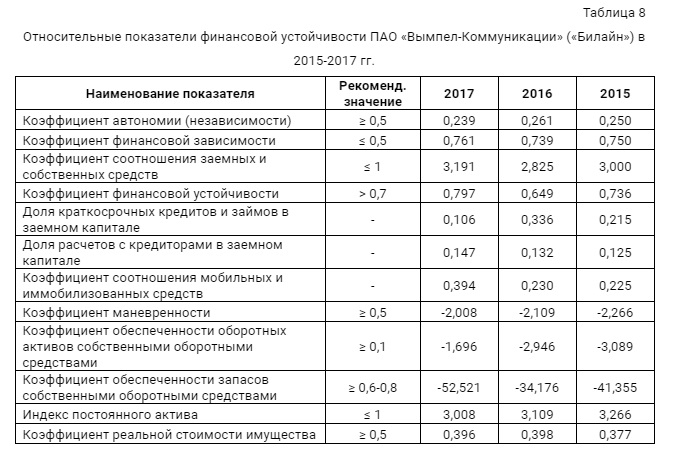 Таблица 8
Относительные показатели финансовой устойчивости ПАО «Вымпел-Коммуникации» («Билайн») в
2015-2017 гг.
Наименование показателя Рекоменд. значение 2017 2016 2015
Коэффициент автономии (независимости) ≥ 0,5 0,239 0,261 0,250
Коэффициент финансовой зависимости ≤ 0,5 0,761 0,739 0,750
Коэффициент соотношения заемных и
собственных средств ≤ 1 3,191 2,825 3,000
Коэффициент финансовой устойчивости > 0,7 0,797 0,649 0,736
Доля краткосрочных кредитов и займов в
заемном капитале - 0,106 0,336 0,215
Доля расчетов с кредиторами в заемном
капитале - 0,147 0,132 0,125
Коэффициент соотношения мобильных и
иммобилизованных средств - 0,394 0,230 0,225
Коэффициент маневренности ≥ 0,5 -2,008 -2,109 -2,266
Коэффициент обеспеченности оборотных
активов собственными оборотными
средствами ≥ 0,1 -1,696 -2,946 -3,089
Коэффициент обеспеченности запасов
собственными оборотными средствами ≥ 0,6-0,8 -52,521 -34,176 -41,355
Индекс постоянного актива ≤ 1 3,008 3,109 3,266
Коэффициент реальной стоимости имущества ≥ 0,5 0,396 0,398 0,377